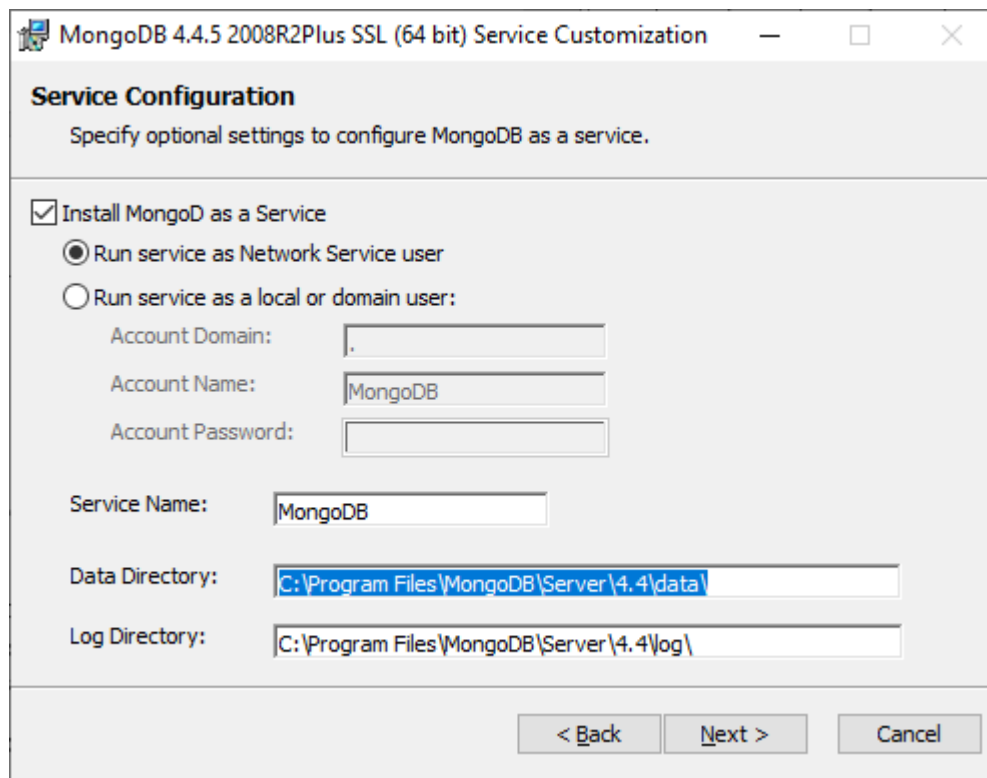 MongoDB 4.4.5 2008R2Plus SSL (64 bit) Service Customization
Service Configuration
Specify optional settings to configure MongoDB as a service.
Install MongoD as a Service
Run service as Network Service user
Run service as a local or domain user:
Account Domain: .
Account Name: MongoDB
Account Password:
Service Name: MongoDB
Data Directory: C:\Program Files\MongoDB\Server\4.4\data\
Log Directory: C:\Program Files\MongoDB\Server\4.4\log\
< Back Next > Cancel